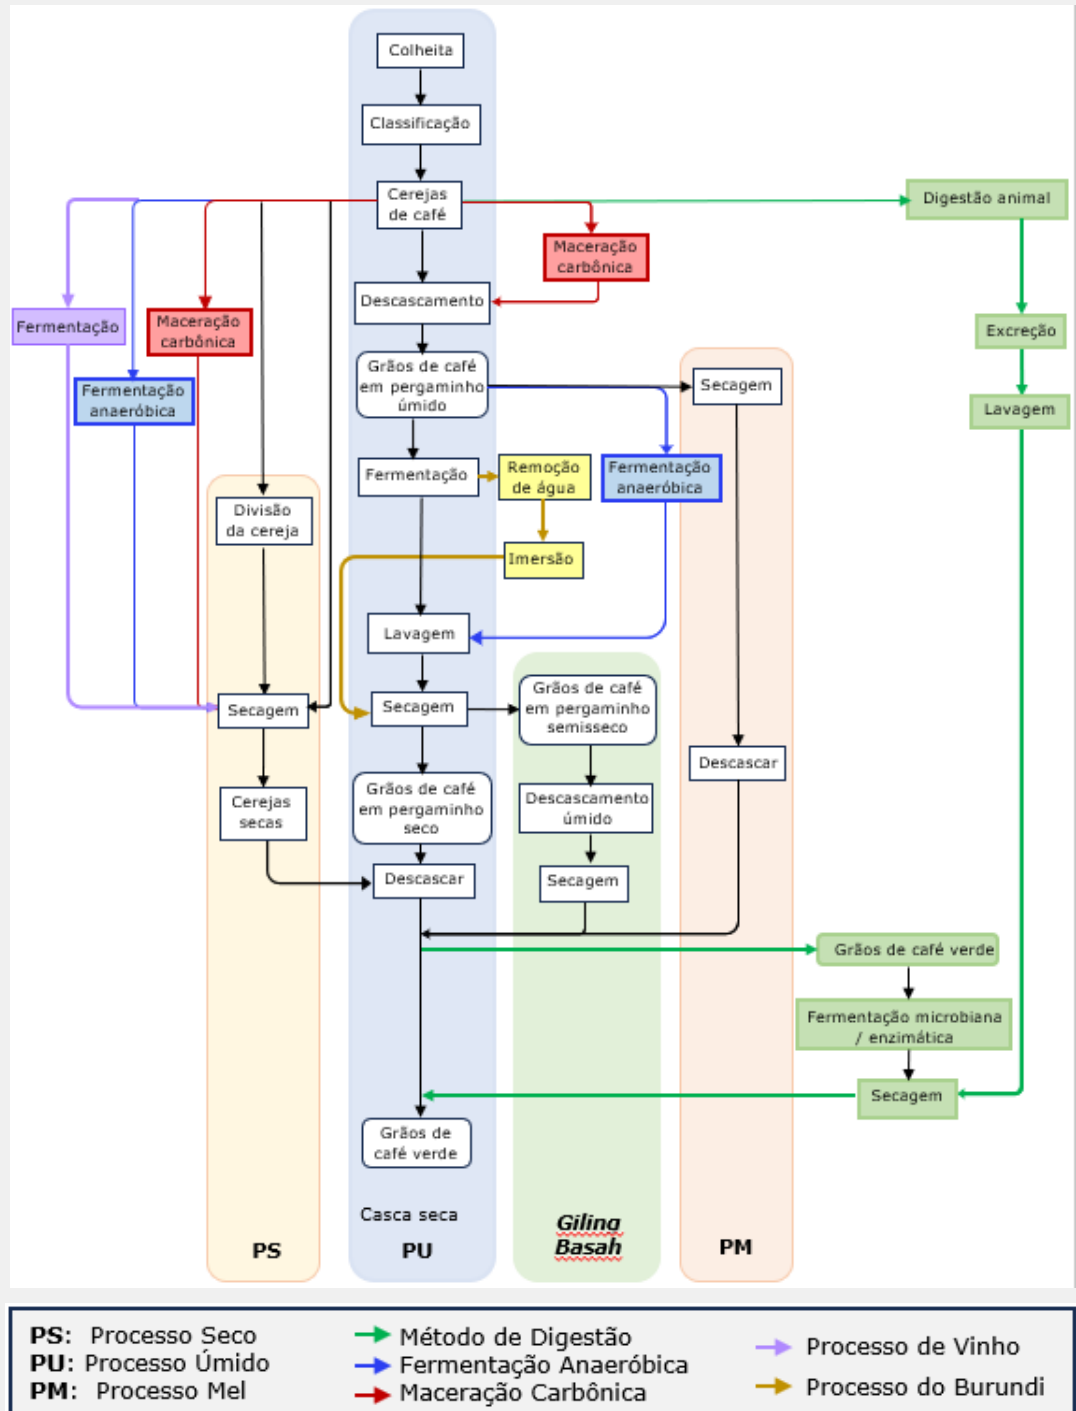 Colheita
Classificação
Cerejas
de café
Digestão animal
Maceração
carbônica
Descascamento
Fermentação
Maceração
carbônica
Excreção
Grãos de café
em pergaminho
úmido
Secagem
Fermentação
anaeróbica
Lavagem
Fermentação
Remoção
de água
Fermentação
anaeróbica
Divisão
da cereja
Imersão
Lavagem
Secagem
Secagem
Grãos de café
em pergaminho
semisseco
Descascar
Cerejas
secas
Grãos de café
em pergaminho
seco
Descascamento
úmido
Descascar
Secagem
Grãos de café verde
Fermentação microbiana
/ enzimática
Secagem
Grãos de
café verde
Casca seca
PS
PU
Giling
Basah
PM
PS: Processo Seco
PU: Processo Úmido
PM: Processo Mel
Método de Digestão
Fermentação Anaeróbica
Maceração Carbônica
Processo de Vinho
Processo do Burundi